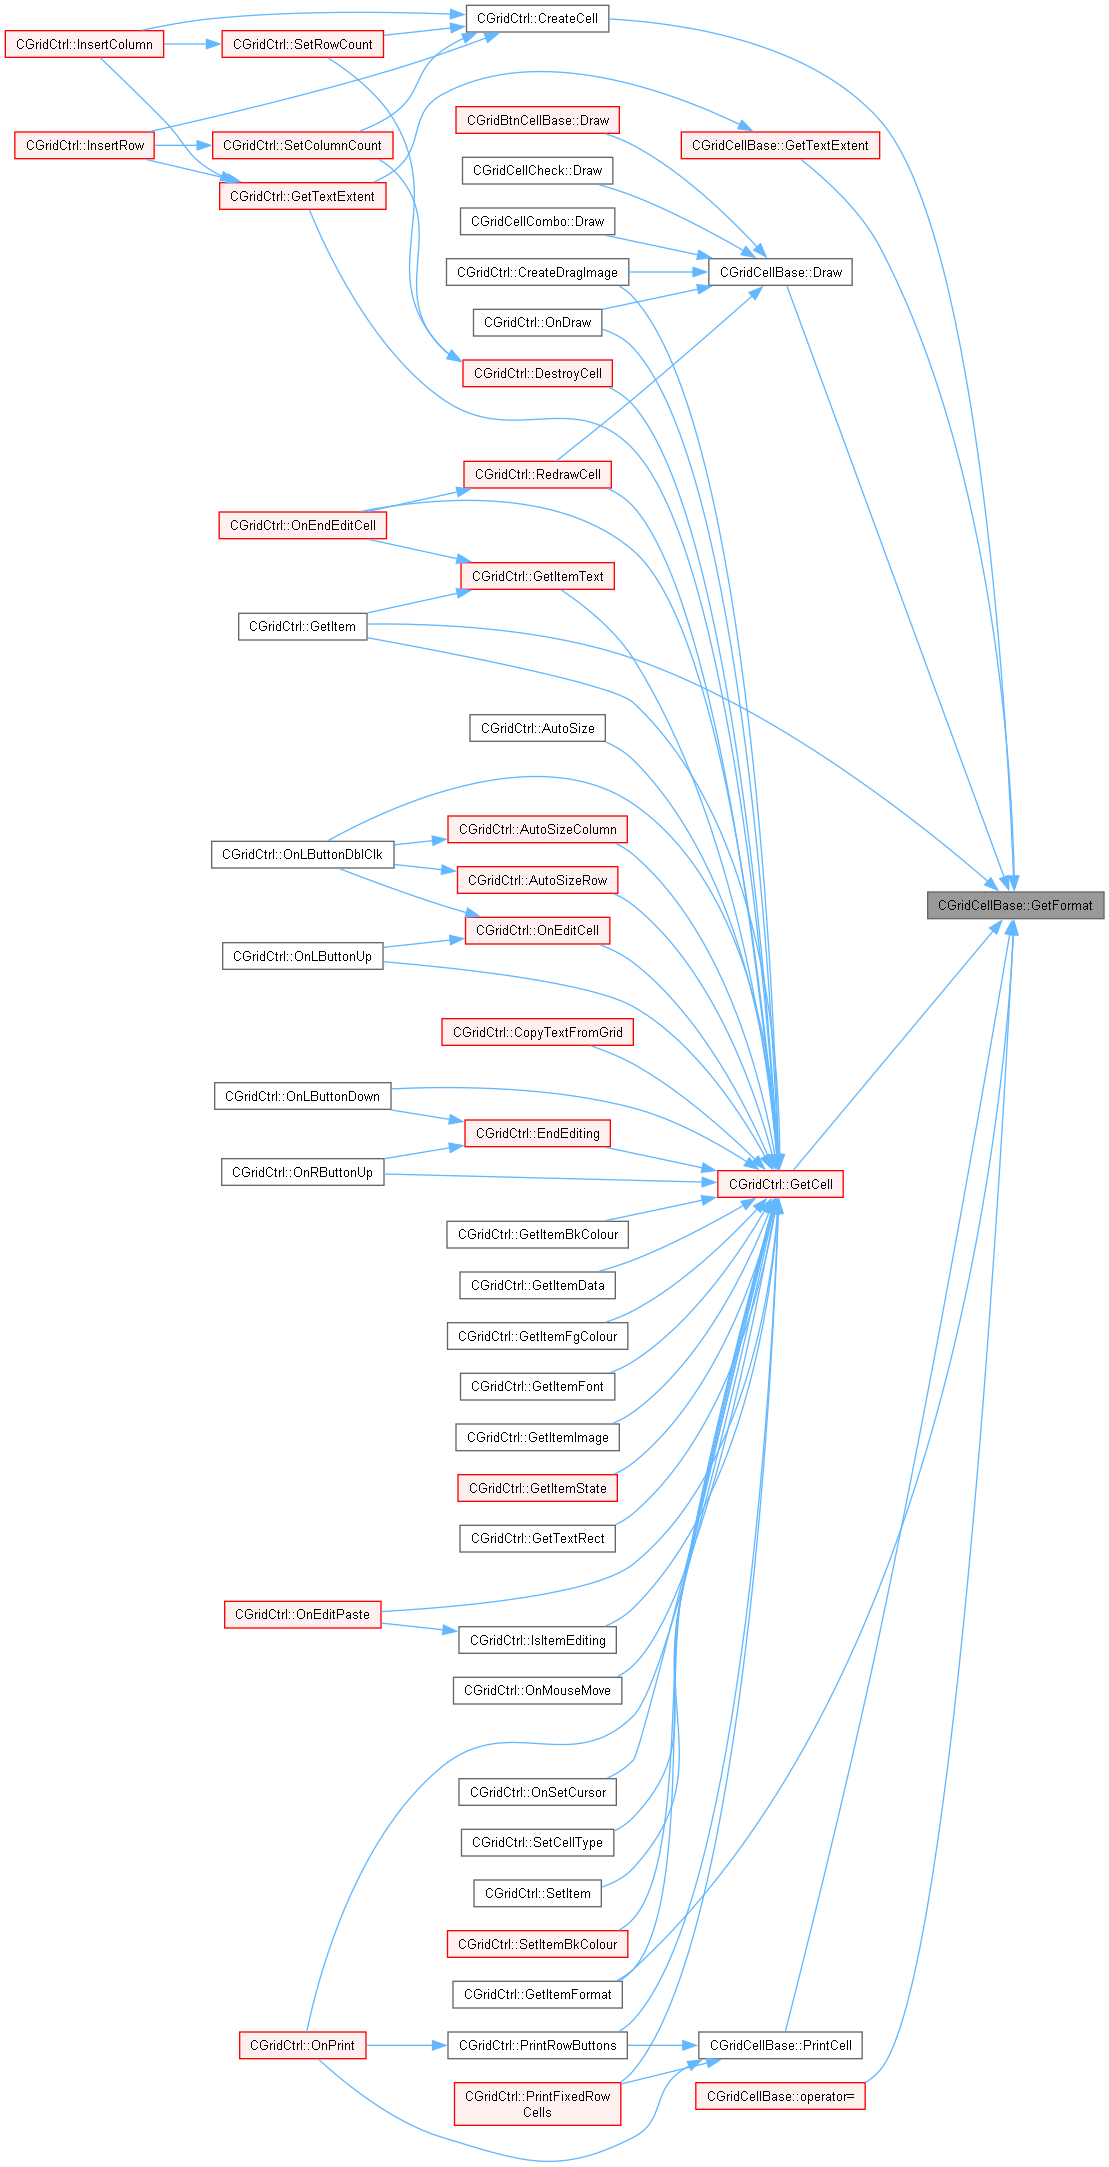 CGridCtrl::CreateCell
CGridCtrl::InsertColumn
CGridCtrl::SetRowCount
CGridBtnCellBase::Draw
CGridCtrl::InsertRow
CGridCtrl::SetColumnCount
CGridCellBase::GetTextExtent
CGridCellCheck::Draw
CGridCtrl::GetTextExtent
CGridCellCombo::Draw
CGridCtrl::CreateDragImage
CGridCellBase::Draw
CGridCtrl::OnDraw
CGridCtrl::DestroyCell
CGridCtrl::RedrawCell
CGridCtrl::OnEndEditCell
CGridCtrl::GetItemText
CGridCtrl::GetItem
CGridCtrl::AutoSize
CGridCtrl::AutoSizeColumn
CGridCtrl::OnLButtonDblClk
CGridCtrl::AutoSizeRow
CGridCellBase::GetFormat
CGridCtrl::OnEditCell
CGridCtrl::OnLButtonUp
CGridCtrl::CopyTextFromGrid
CGridCtrl::OnLButtonDown
CGridCtrl::EndEditing
CGridCtrl::OnRButtonUp
CGridCtrl::GetCell
CGridCtrl::GetItemBkColour
CGridCtrl::GetItemData
CGridCtrl::GetItemFgColour
CGridCtrl::GetItemFont
CGridCtrl::GetItemImage
CGridCtrl::GetItemState
CGridCtrl::GetTextRect
CGridCtrl::OnEditPaste
CGridCtrl::IsItemEditing
CGridCtrl::OnMouseMove
CGridCtrl::OnSetCursor
CGridCtrl::SetCellType
CGridCtrl::SetItem
CGridCtrl::SetItemBkColour
CGridCtrl::GetItemFormat
CGridCtrl::OnPrint
CGridCtrl::PrintRowButtons
CGridCellBase::PrintCell
CGridCtrl::PrintFixedRow
Cells
CGridCellBase::operator=